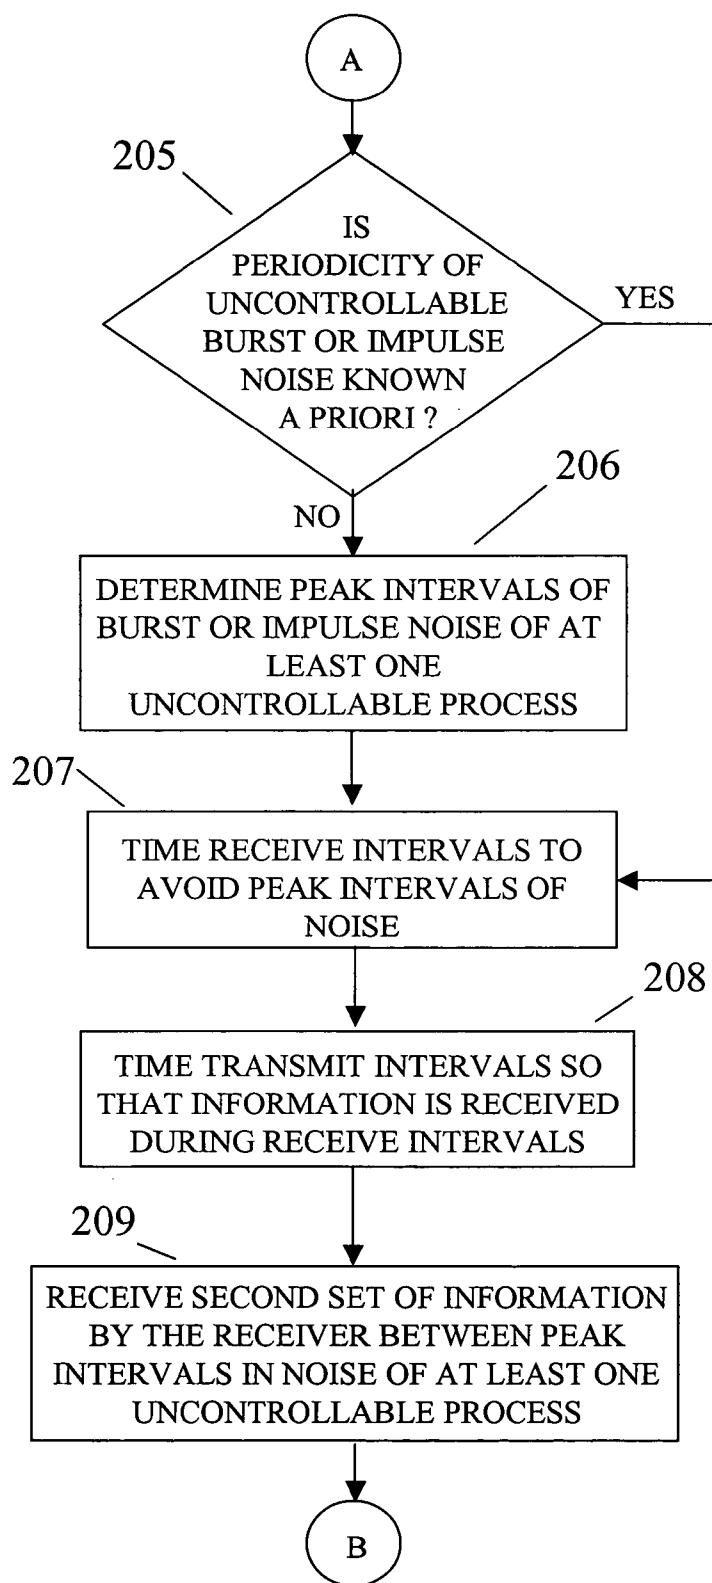 A
205
IS
PERIODICITY OF
UNCONTROLLABLE
BURST OR IMPULSE
NOISE KNOWN
A PRIORI ?
YES
NO
206
DETERMINE PEAK INTERVALS OF
BURST OR IMPULSE NOISE OF AT
LEAST ONE
UNCONTROLLABLE PROCESS
207
TIME RECEIVE INTERVALS TO
AVOID PEAK INTERVALS OF
NOISE
208
TIME TRANSMIT INTERVALS SO
THAT INFORMATION IS RECEIVED
DURING RECEIVE INTERVALS
209
RECEIVE SECOND SET OF INFORMATION
BY THE RECEIVER BETWEEN PEAK
INTERVALS IN NOISE OF AT LEAST ONE
UNCONTROLLABLE PROCESS
B